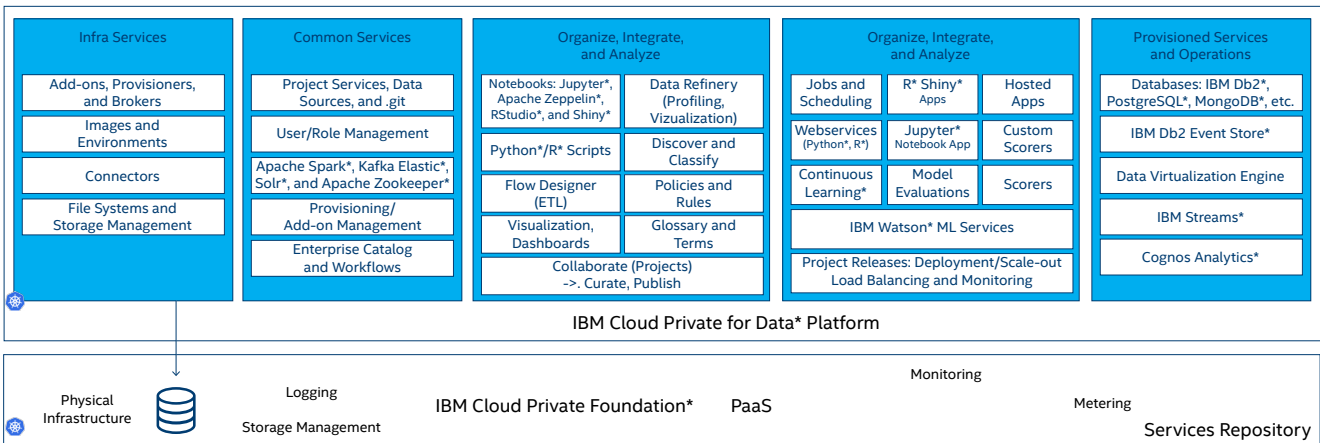 Infra Services
Add-ons, Provisioners,
and Brokers
Images and
Environments
Connectors
File Systems and
Storage Management
Common Services
Project Services, Data
Sources, and .git
User/Role Management
Apache Spark*, Kafka Elastic*,
Solr*, and Apache Zookeeper*
Provisioning/
Add-on Management
Enterprise Catalog
and Workflows
Organize, Integrate,
and Analyze
Notebooks: Jupyter*,
Apache Zeppelin*,
RStudio*, and Shiny*
Data Refinery
(Profiling,
Vizualization)
Python*/R* Scripts
Discover and
Classify
Flow Designer
(ETL)
Policies and
Rules
Visualization,
Dashboards
Glossary and
Terms
Collaborate (Projects)
->. Curate, Publish
Organize, Integrate,
and Analyze
Jobs and
Scheduling
R* Shiny*
Apps
Hosted
Apps
Webservices
(Python*, R*)
Jupyter*
Notebook App
Custom
Scorers
Continuous
Learning*
Model
Evaluations
Scorers
IBM Watson* ML Services
Project Releases: Deployment/Scale-out
Load Balancing and Monitoring
Provisioned Services
and Operations
Databases: IBM Db2*,
PostgreSQL*, MongoDB*, etc.
IBM Db2 Event Store*
Data Virtualization Engine
IBM Streams*
Cognos Analytics*
IBM Cloud Private for Data* Platform
Physical
Infrastructure
Logging
Storage Management
IBM Cloud Private Foundation*
PaaS
Monitoring
Metering
Services Repository